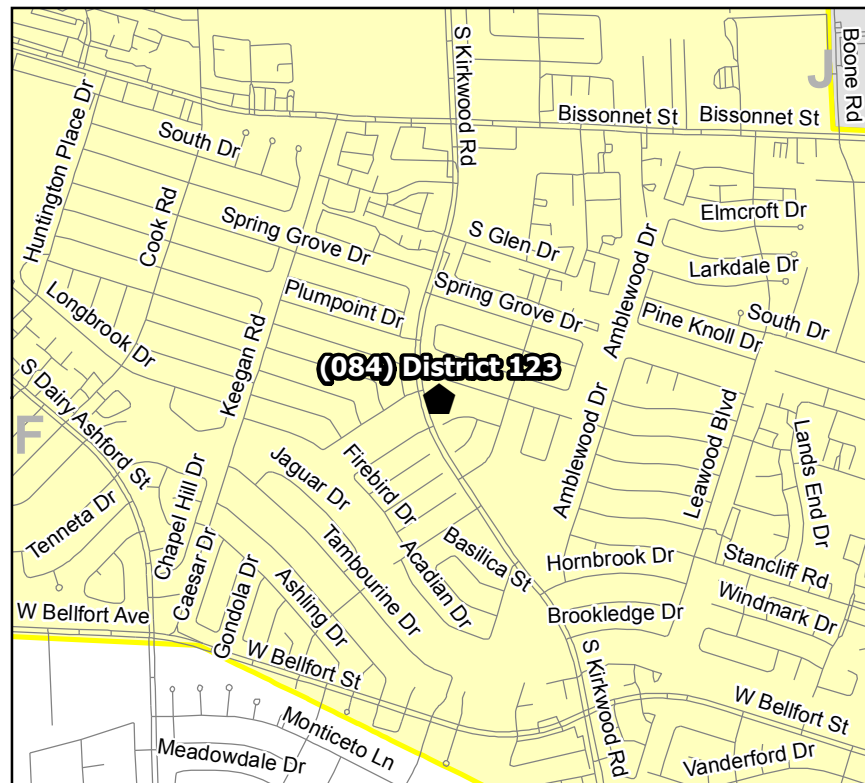 S Kirkwood Rd
J
Boone Rd
Bissonnet St
Bissonnet St
Huntington Place Dr
South Dr
Cook Rd
Spring Grove Dr
S Glen Dr
Elmcroft Dr
Larkdale Dr
Amblewood Dr
Longbrook Dr
Plumpoint Dr
Spring Grove Dr
Pine Knoll Dr
South Dr
Keegan Rd
(084) District 123
S Dairy Ashford St
F
Amblewood Dr
Leawood Blvd
Lands End Dr
Jaguar Dr
Firebird Dr
Chapel Hill Dr
Tenneta Dr
Tambourine Dr
Acadian Dr
Basilica St
Hornbrook Dr
Stancliff Rd
Caesar Dr
Gondola Dr
Ashling Dr
Brookledge Dr
Windmark Dr
W Bellfort Ave
W Bellfort St
S Kirkwood Rd
W Bellfort St
Monticeto Ln
Meadowdale Dr
Vanderford Dr